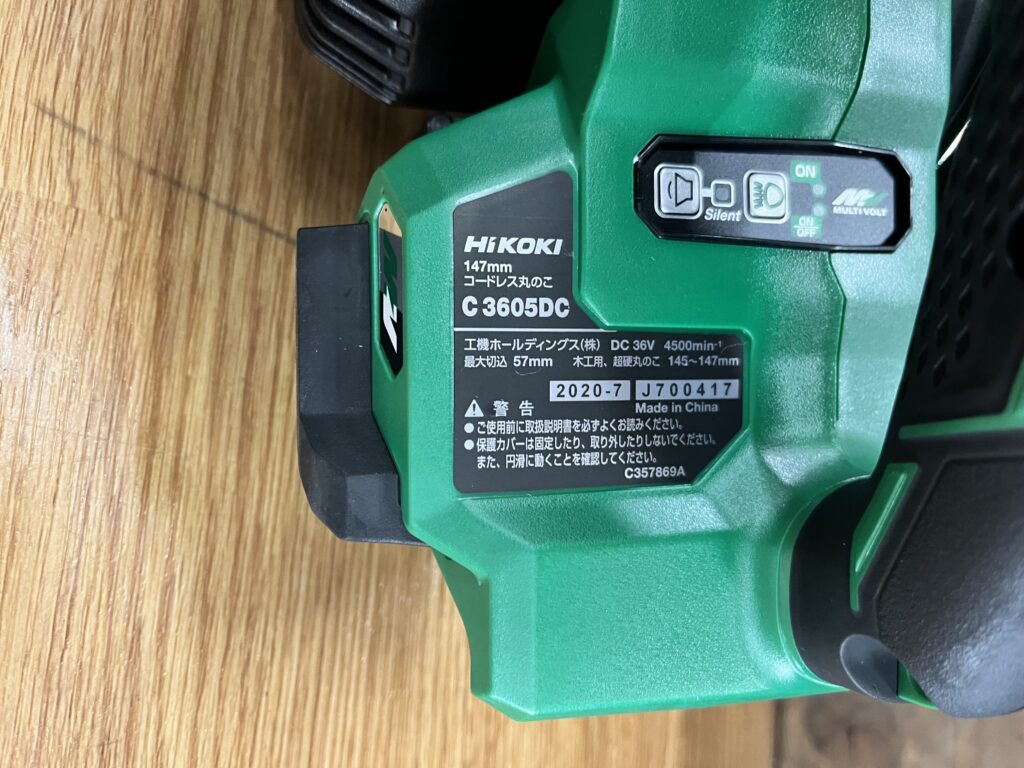 ON
Silent
MULTI VOLT
ON
OFF
HiKOKI
147mm
コードレス丸のこ
C 3605DC
工機ホールディングス(株) DC 36V 4500min⁻¹
最大切込 57mm 木工用、超硬丸のこ 145~147mm
2020-7 J700417
Made in China
警告
●ご使用前に取扱説明書を必ずよくお読みください。
●保護カバーは固定したり、取り外したりしないでください。
また、円滑に動くことを確認してください。
C357869A